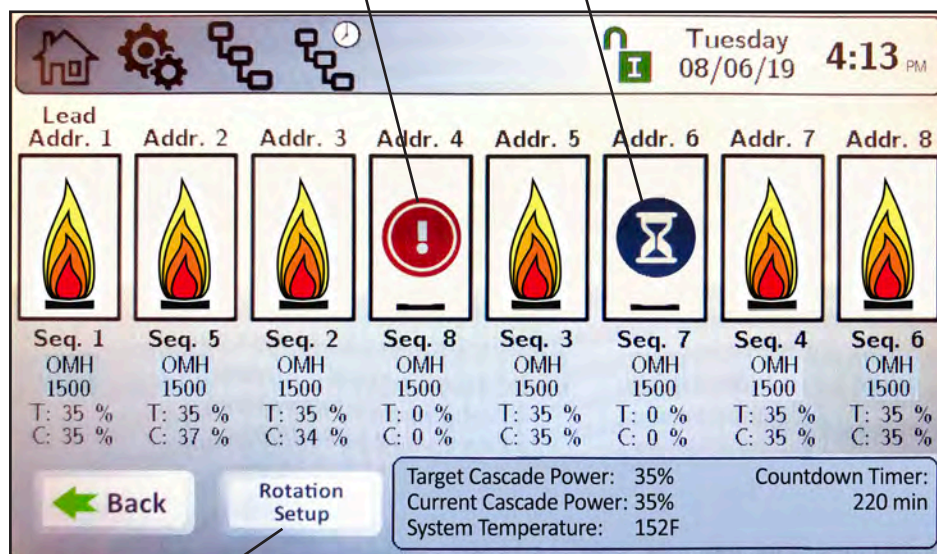 Tuesday
08/06/19
4:13 PM
Lead
Addr. 1 Addr. 2 Addr. 3 Addr. 4 Addr. 5 Addr. 6 Addr. 7 Addr. 8
Seq. 1 Seq. 5 Seq. 2 Seq. 8 Seq. 3 Seq. 7 Seq. 4 Seq. 6
OMH OMH OMH OMH OMH OMH OMH OMH
1500 1500 1500 1500 1500 1500 1500 1500
T: 35 % T: 35 % T: 35 % T: 0 % T: 35 % T: 0 % T: 35 % T: 35 %
C: 35 % C: 37 % C: 34 % C: 0 % C: 35 % C: 0 % C: 35 % C: 35 %
Back
Rotation
Setup
Target Cascade Power: 35% Countdown Timer:
Current Cascade Power: 35% 220 min
System Temperature: 152F